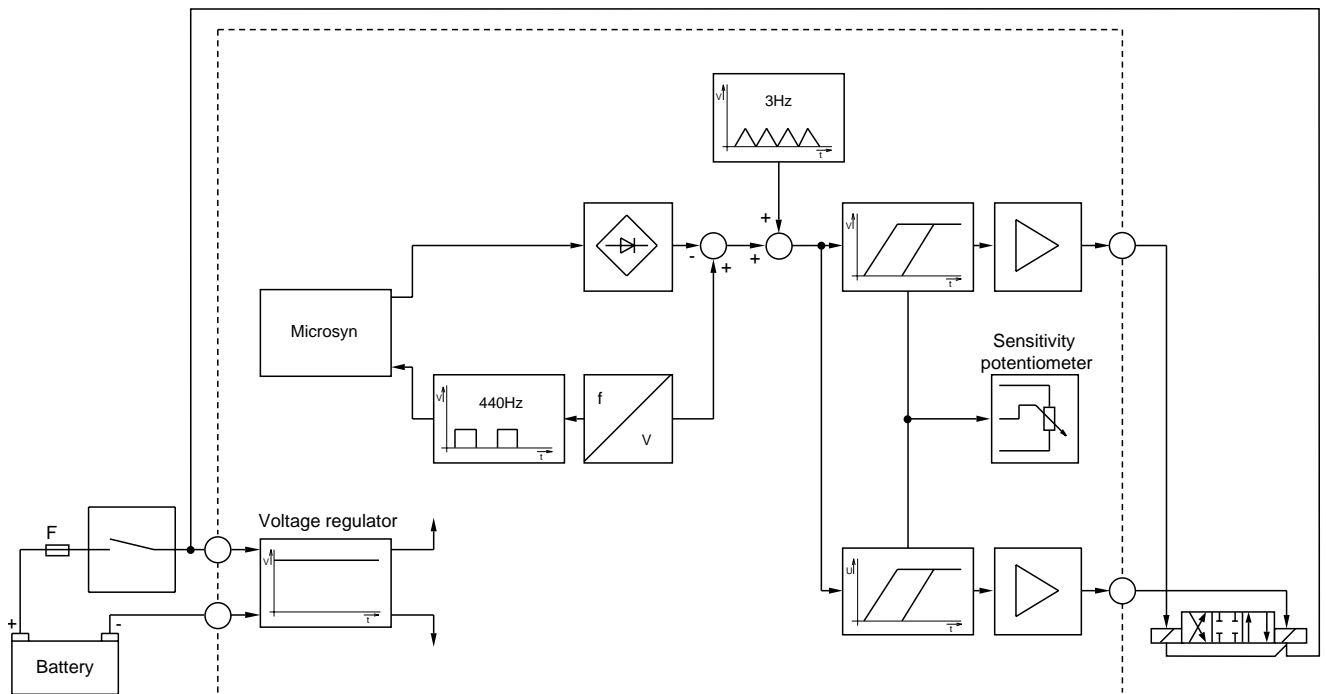 3Hz
V
t
+
V
t
-
+
+
Microsyn
Sensitivity
potentiometer
440Hz
V
t
f
V
F
Voltage regulator
V
t
U
t
+
-
Battery